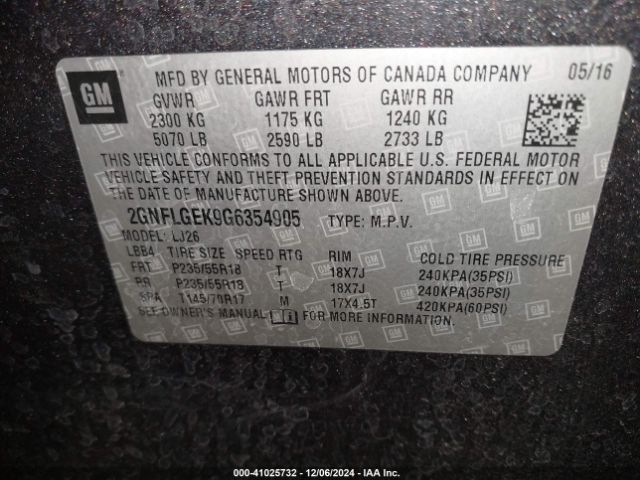 GM
MFD BY GENERAL MOTORS OF CANADA COMPANY 05/16
GVWR GAWR FRT GAWR RR
2300 KG 1175 KG 1240 KG
5070 LB 2590 LB 2733 LB
THIS VEHICLE CONFORMS TO ALL APPLICABLE U.S. FEDERAL MOTOR
VEHICLE SAFETY AND THEFT PREVENTION STANDARDS IN EFFECT ON
THE DATE OF MANUFACTURE SHOWN ABOVE.
2GNFLGEK9G6354905 TYPE: M.P.V.
MODEL: LJ26
LBB4 TIRE SIZE SPEED RTG RIM COLD TIRE PRESSURE
FRT P235/55R18 T 18X7J 240KPA(35PSI)
RR P235/55R18 T 18X7J 240KPA(35PSI)
SPA T145/70R17 M 17X4.5T 420KPA(60PSI)
SEE OWNER'S MANUAL FOR MORE INFORMATION.
000-41025732 - 12/06/2024 - IAA Inc.